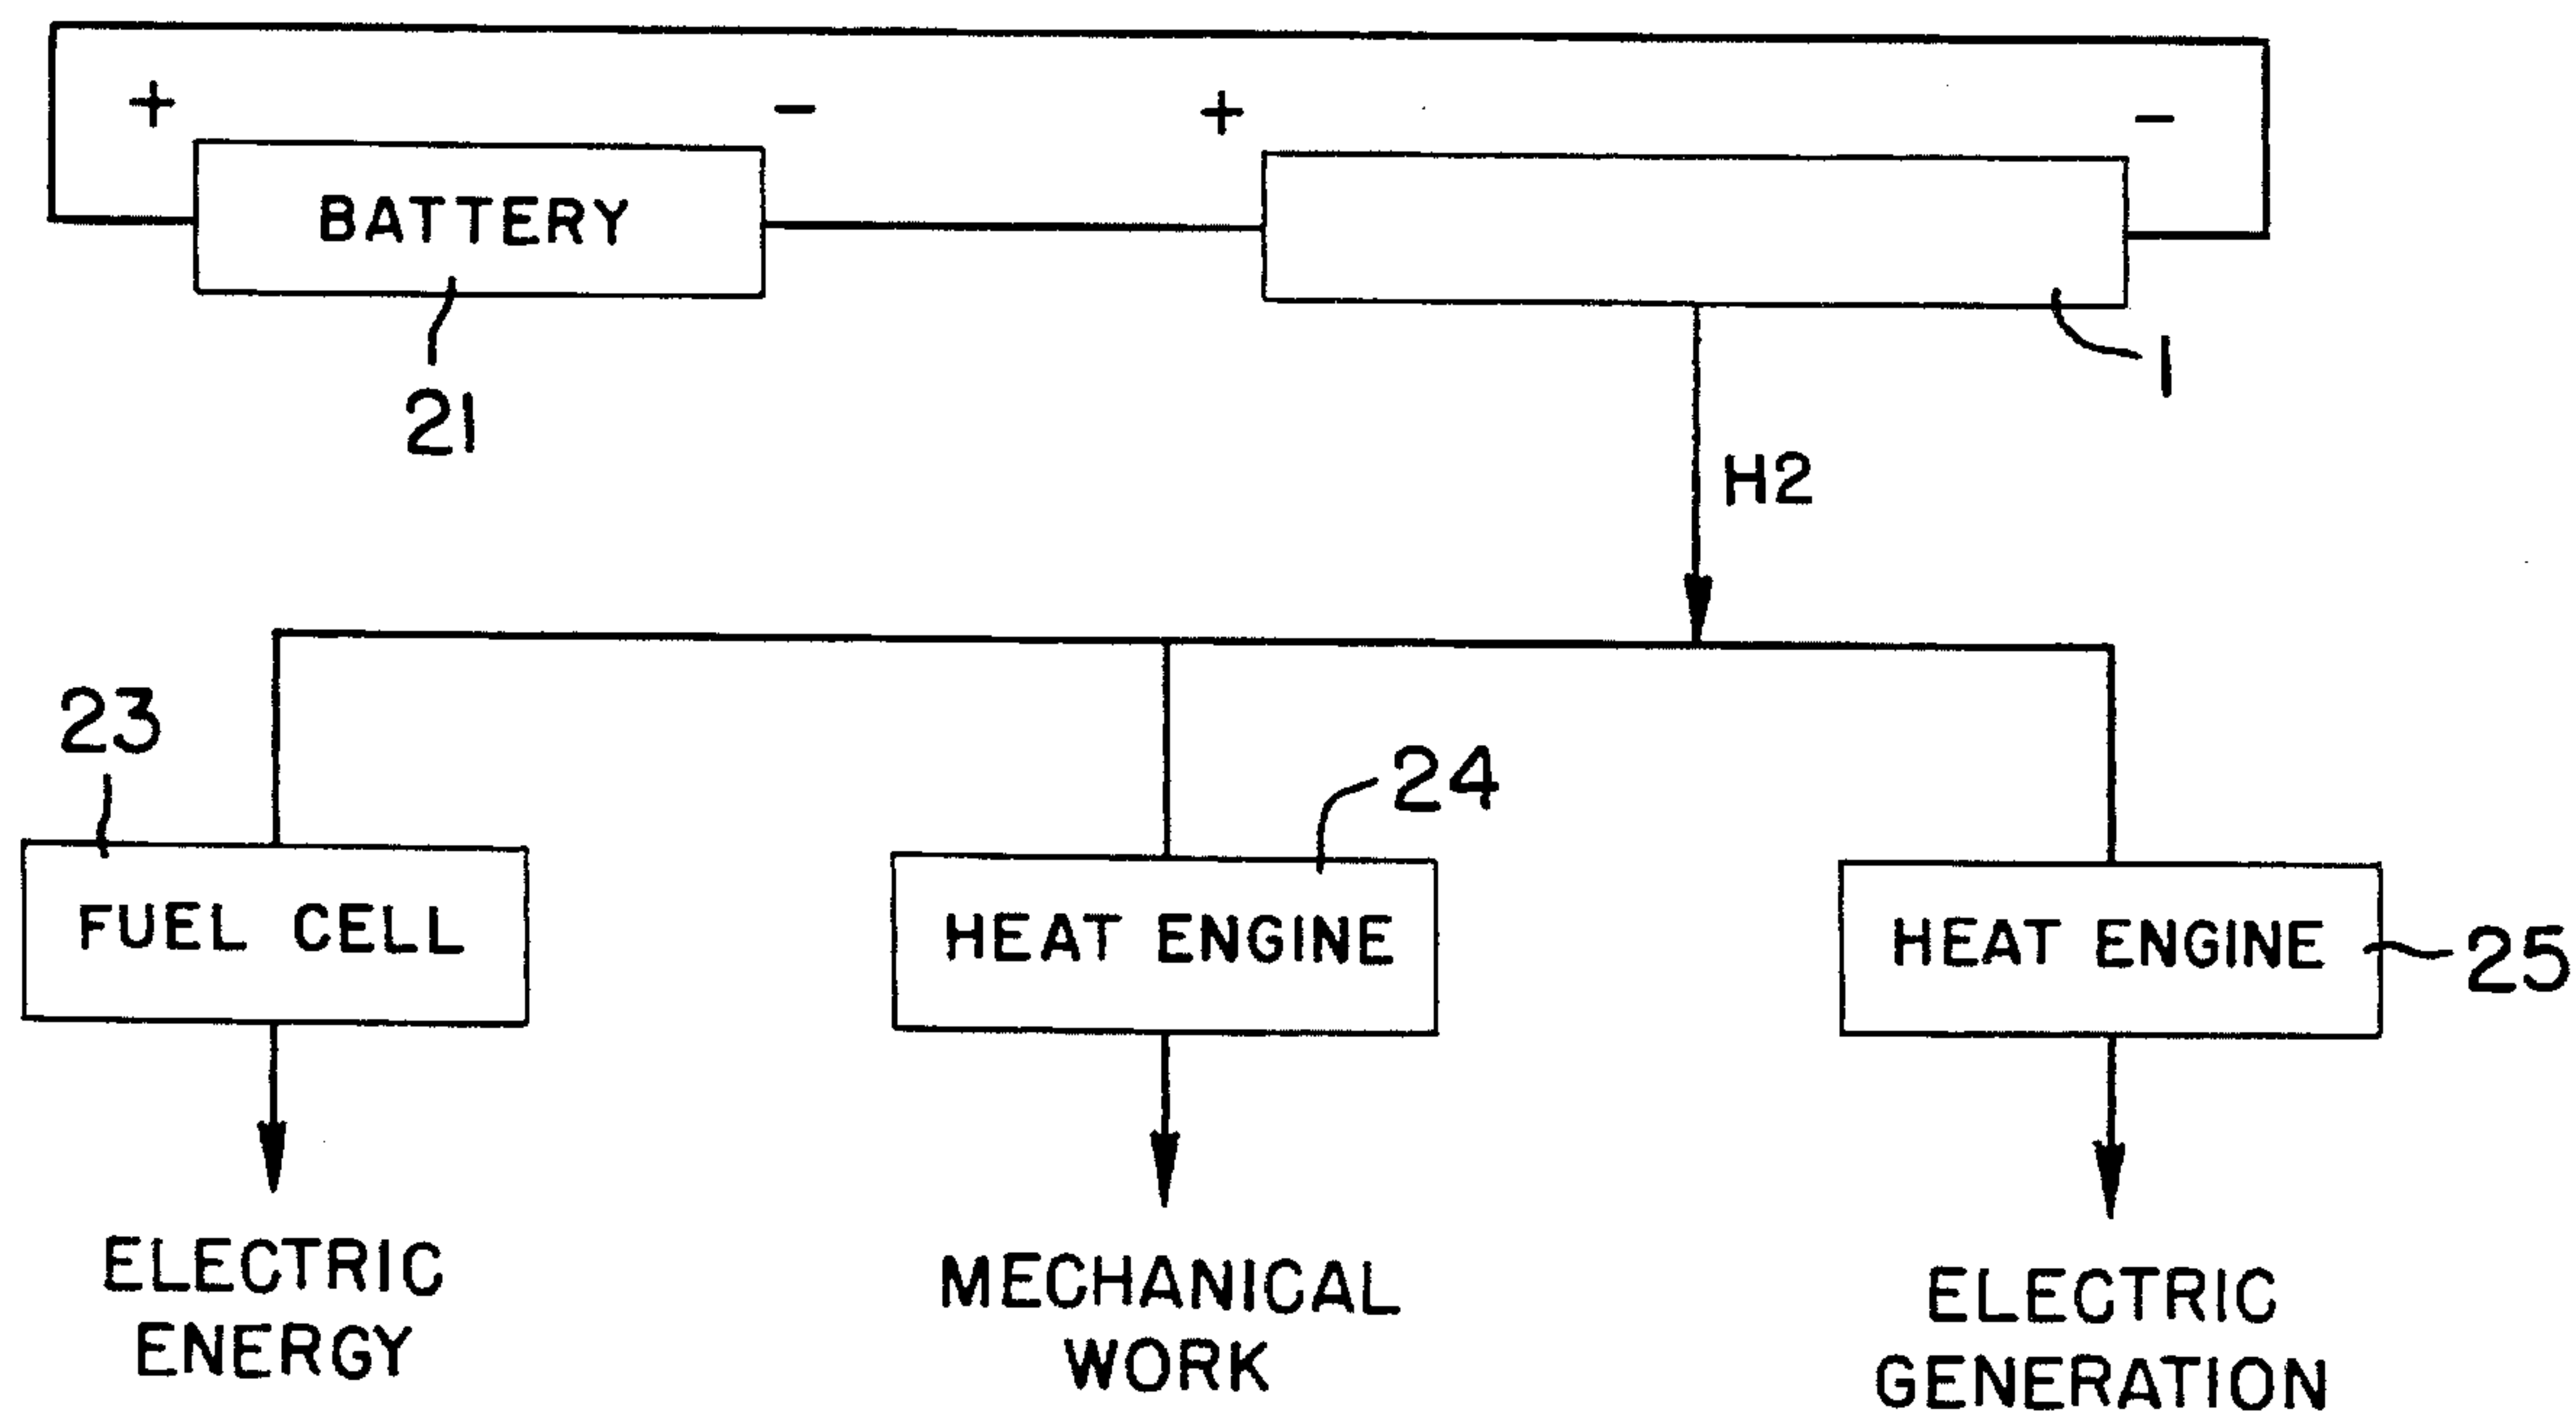 + - + -
BATTERY
21
1
H2
23
24
FUEL CELL
HEAT ENGINE
HEAT ENGINE
25
ELECTRIC
ENERGY
MECHANICAL
WORK
ELECTRIC
GENERATION